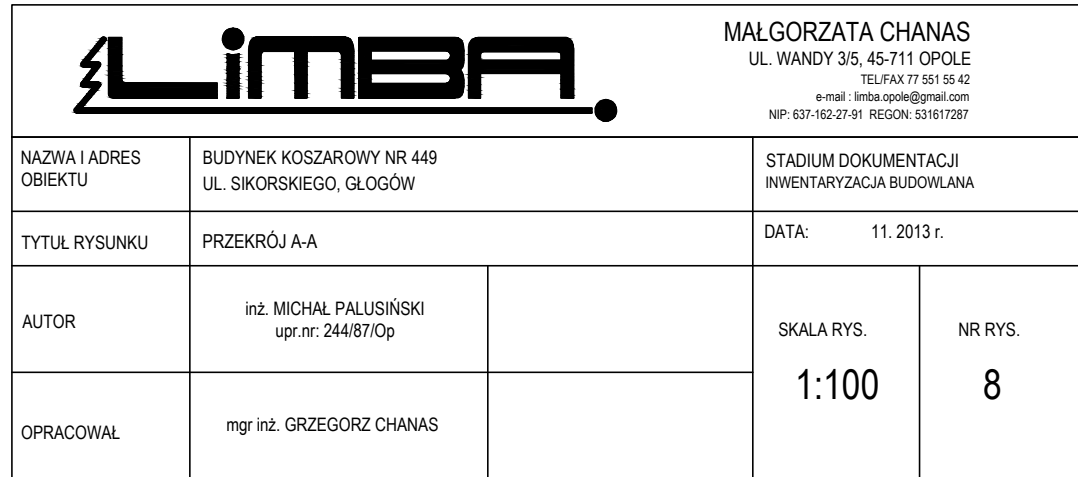 LiMBA
MAŁGORZATA CHANAS
UL. WANDY 3/5, 45-711 OPOLE
TEL/FAX 77 551 55 42
e-mail : limba.opole@gmail.com
NIP: 637-162-27-91 REGON: 531617287
NAZWA I ADRES
OBIEKTU
BUDYNEK KOSZAROWY NR 449
UL. SIKORSKIEGO, GŁOGÓW
STADIUM DOKUMENTACJI
INWENTARYZACJA BUDOWLANA
TYTUŁ RYSUNKU
PRZEKRÓJ A-A
DATA: 11. 2013 r.
AUTOR
inż. MICHAŁ PALUSIŃSKI
upr.nr: 244/87/Op
SKALA RYS.
1:100
NR RYS.
8
OPRACOWAŁ
mgr inż. GRZEGORZ CHANAS